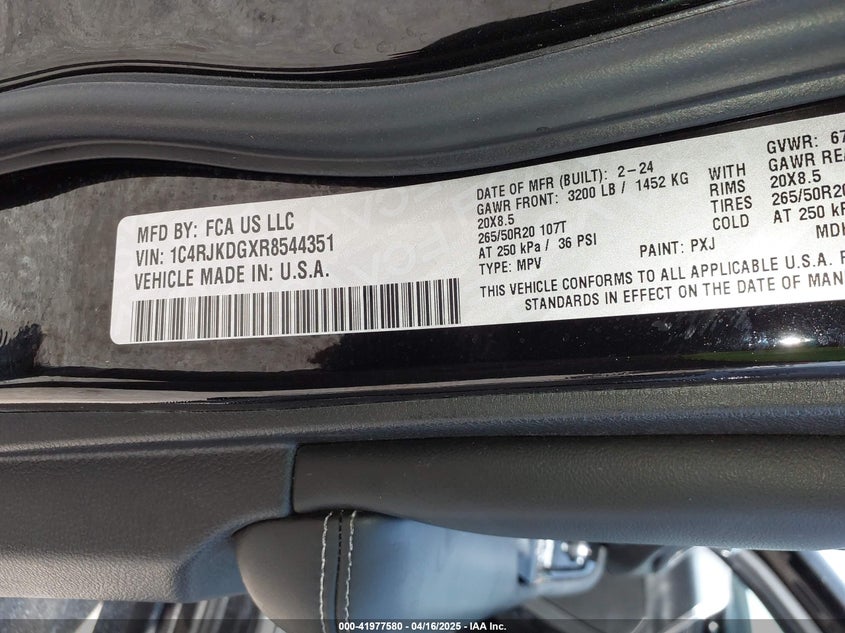 MFD BY: FCA US LLC
VIN: 1C4RJKDGXR8544351
VEHICLE MADE IN: U.S.A.
DATE OF MFR (BUILT): 2-24
GAWR FRONT: 3200 LB / 1452 KG
20X8.5
265/50R20 107T
AT 250 kPa / 36 PSI
TYPE: MPV
PAINT: PXJ
WITH
RIMS
TIRES
COLD
GVWR: 67
GAWR REA
20X8.5
265/50R20
AT 250 kP
MDH
THIS VEHICLE CONFORMS TO ALL APPLICABLE U.S.A. F
STANDARDS IN EFFECT ON THE DATE OF MAN
000-41977580 - 04/16/2025 - IAA Inc.